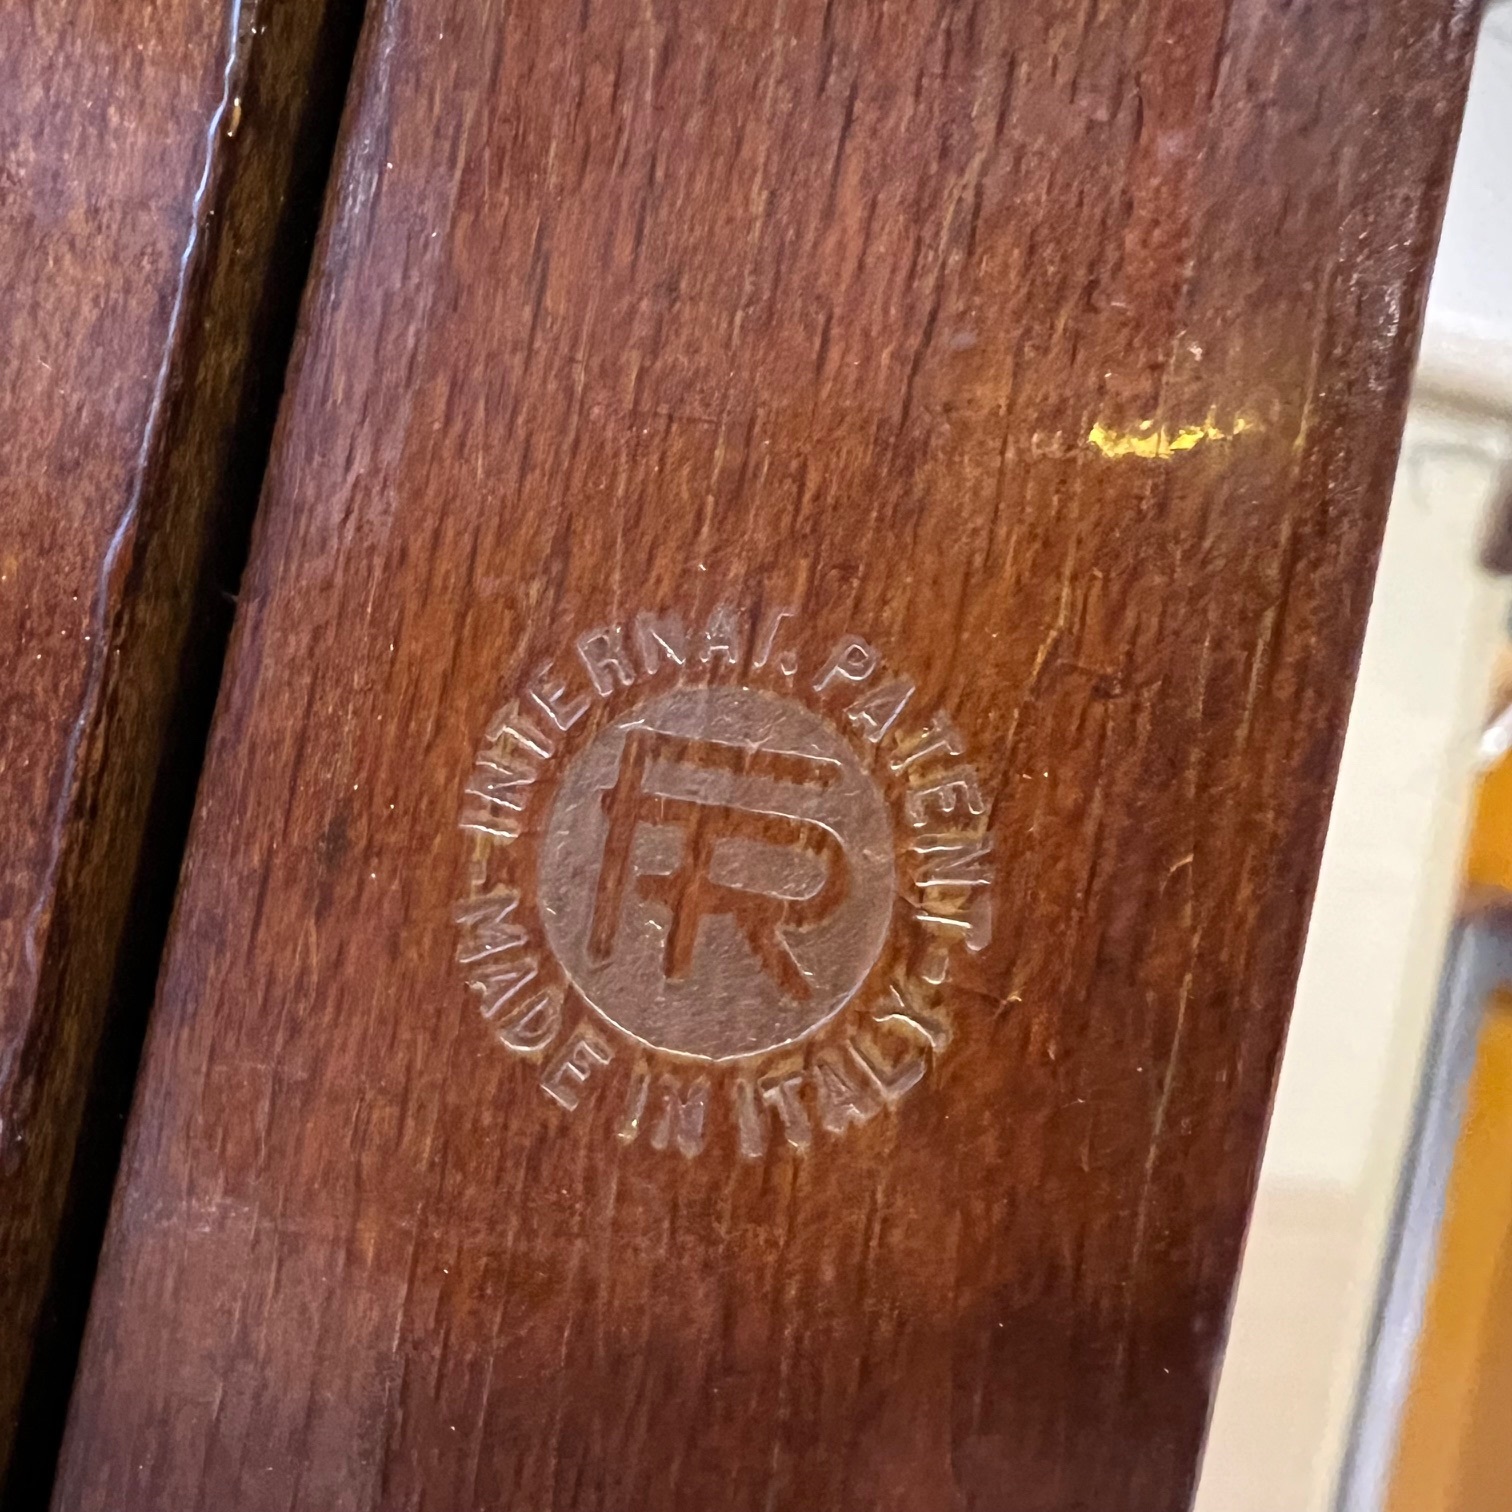 INTERNAT. PATENT
FR
-MADE IN ITALY-